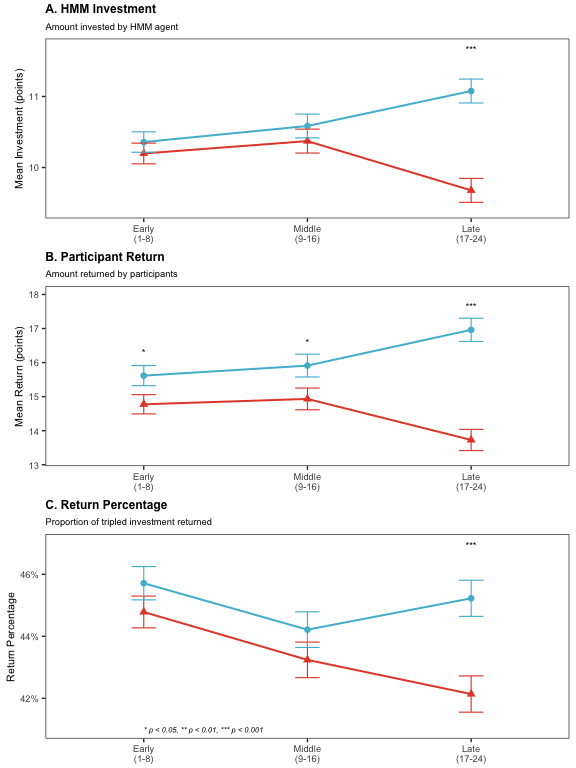 A. HMM Investment
Amount invested by HMM agent
***
Mean Investment (points)
11
10
Early
(1-8)
Middle
(9-16)
Late
(17-24)
B. Participant Return
Amount returned by participants
Mean Return (points)
18
17
16
15
14
13
*
*
***
Early
(1-8)
Middle
(9-16)
Late
(17-24)
C. Return Percentage
Proportion of tripled investment returned
Return Percentage
46%
44%
42%
***
* p < 0.05, ** p < 0.01, *** p < 0.001
Early
(1-8)
Middle
(9-16)
Late
(17-24)